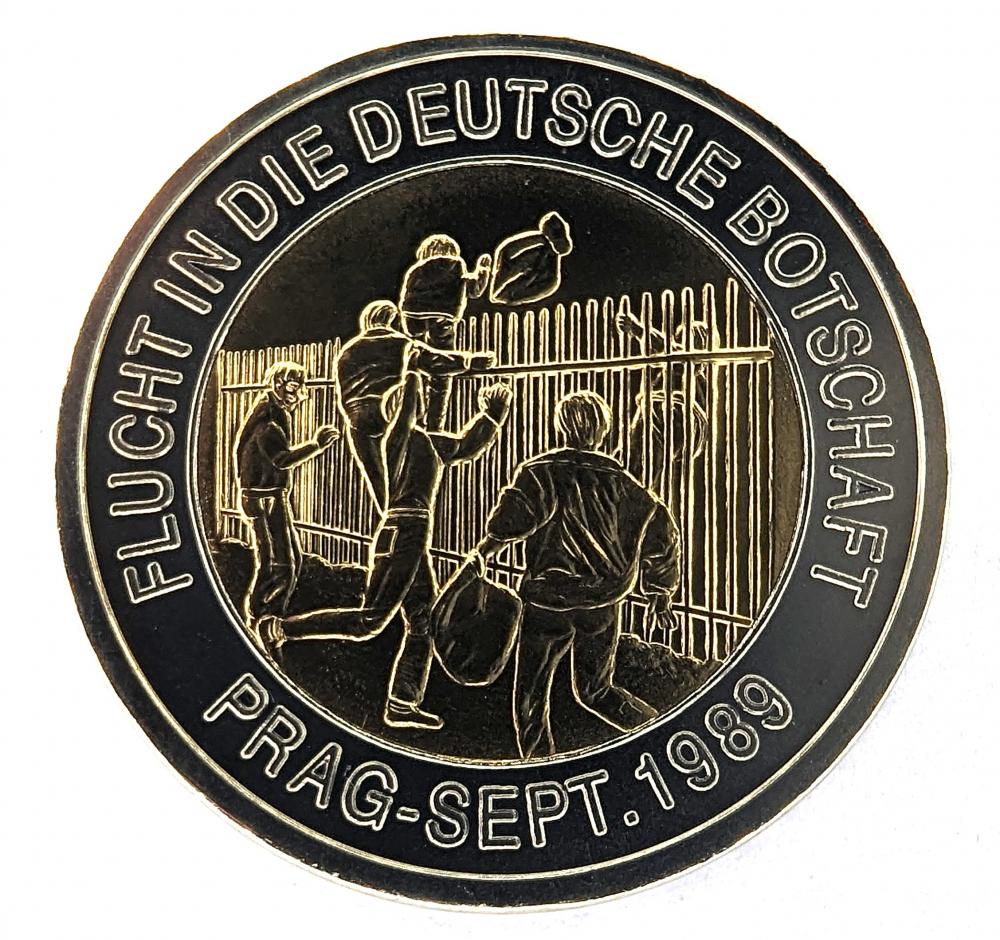 FLUCHT IN DIE DEUTSCHE BOTSCHAFT
PRAG-SEPT. 1989